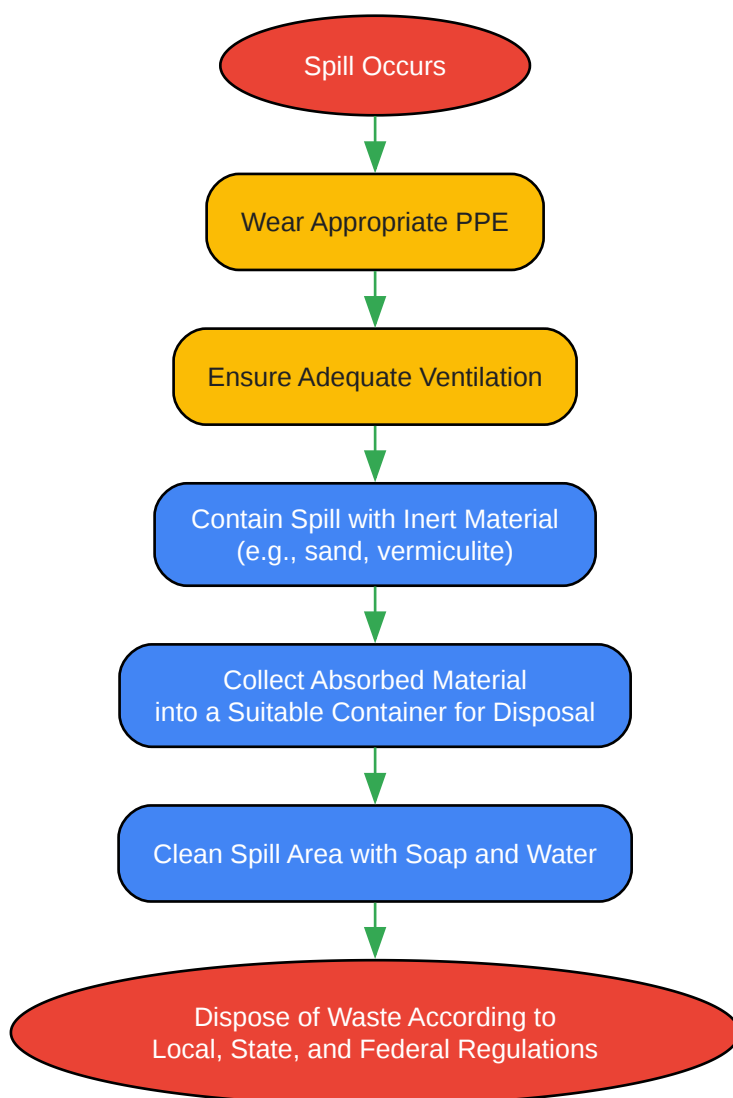 Spill Occurs
Wear Appropriate PPE
Ensure Adequate Ventilation
Contain Spill with Inert Material
(e.g., sand, vermiculite)
Collect Absorbed Material
into a Suitable Container for Disposal
Clean Spill Area with Soap and Water
Dispose of Waste According to
Local, State, and Federal Regulations